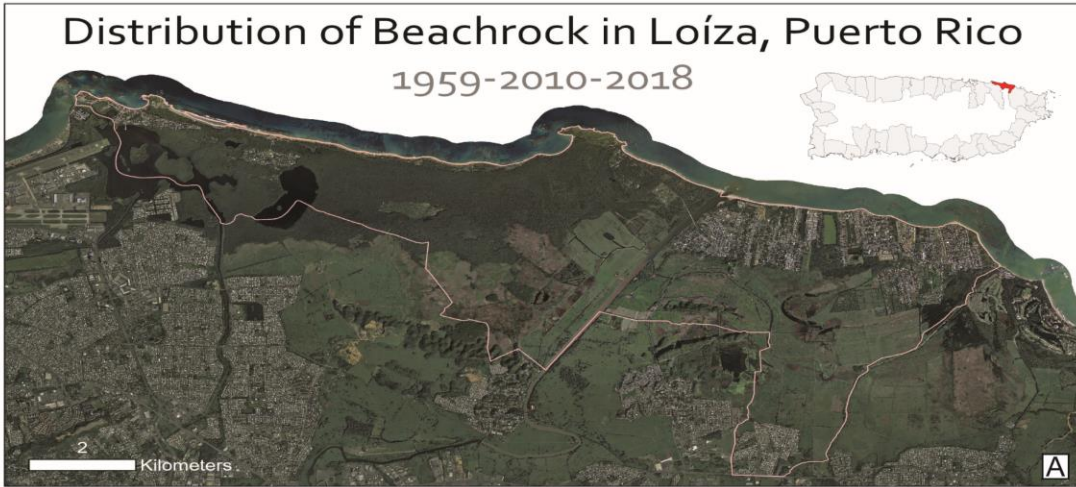 Distribution of Beachrock in Loíza, Puerto Rico
1959-2010-2018
2
Kilometers
A